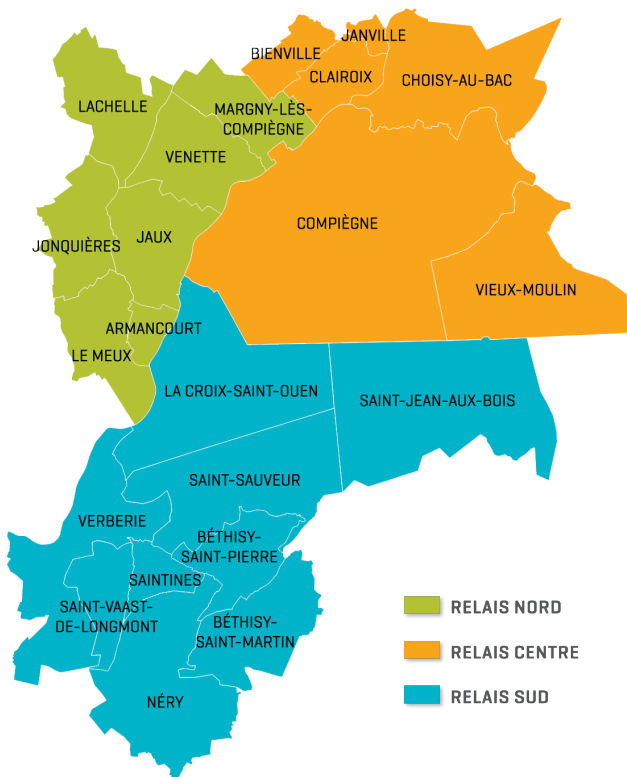 JANVILLE
BIENVILLE
CLAIROIX
CHOISY-AU-BAC
LACHELLE
MARGNY-LÈS-
COMPIÈGNE
VENETTE
COMPIÈGNE
JONQUIÈRES
JAUX
VIEUX-MOULIN
ARMANCOURT
LE MEUX
LA CROIX-SAINT-OUEN
SAINT-JEAN-AUX-BOIS
SAINT-SAUVEUR
VERBERIE
BÉTHISY-
SAINT-PIERRE
SAINTINES
SAINT-VAAST-
DE-LONGMONT
BÉTHISY-
SAINT-MARTIN
NÉRY
RELAIS NORD
RELAIS CENTRE
RELAIS SUD